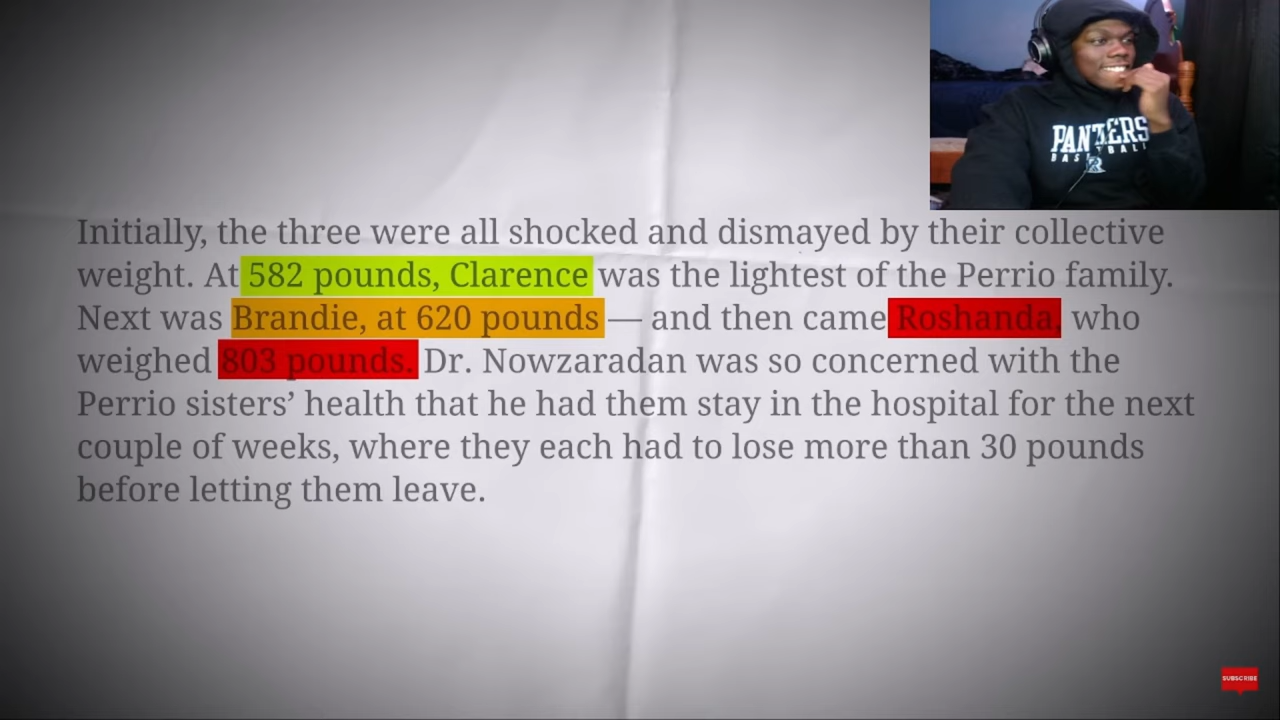 PANTHERS
BASKETBALL
R
Initially, the three were all shocked and dismayed by their collective
weight. At 582 pounds, Clarence was the lightest of the Perrio family.
Next was Brandie, at 620 pounds — and then came Roshanda, who
weighed 803 pounds. Dr. Nowzaradan was so concerned with the
Perrio sisters’ health that he had them stay in the hospital for the next
couple of weeks, where they each had to lose more than 30 pounds
before letting them leave.
SUBSCRIBE